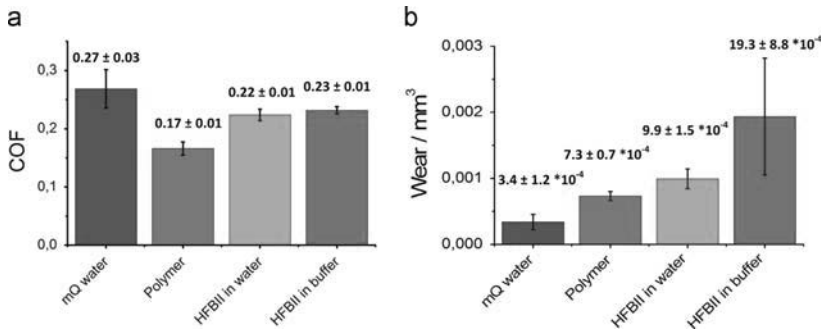 a
0.27 ± 0.03
0.17 ± 0.01
0.22 ± 0.01
0.23 ± 0.01
0,3
0,2
0,1
0,0
COF
mQ water
Polymer
HFBII in water
HFBII in buffer
b
19.3 ± 8.8 *10-4
9.9 ± 1.5 *10-4
7.3 ± 0.7 *10-4
3.4 ± 1.2 *10-4
0,003
0,002
0,001
0,000
Wear / mm3
mQ water
Polymer
HFBII in water
HFBII in buffer